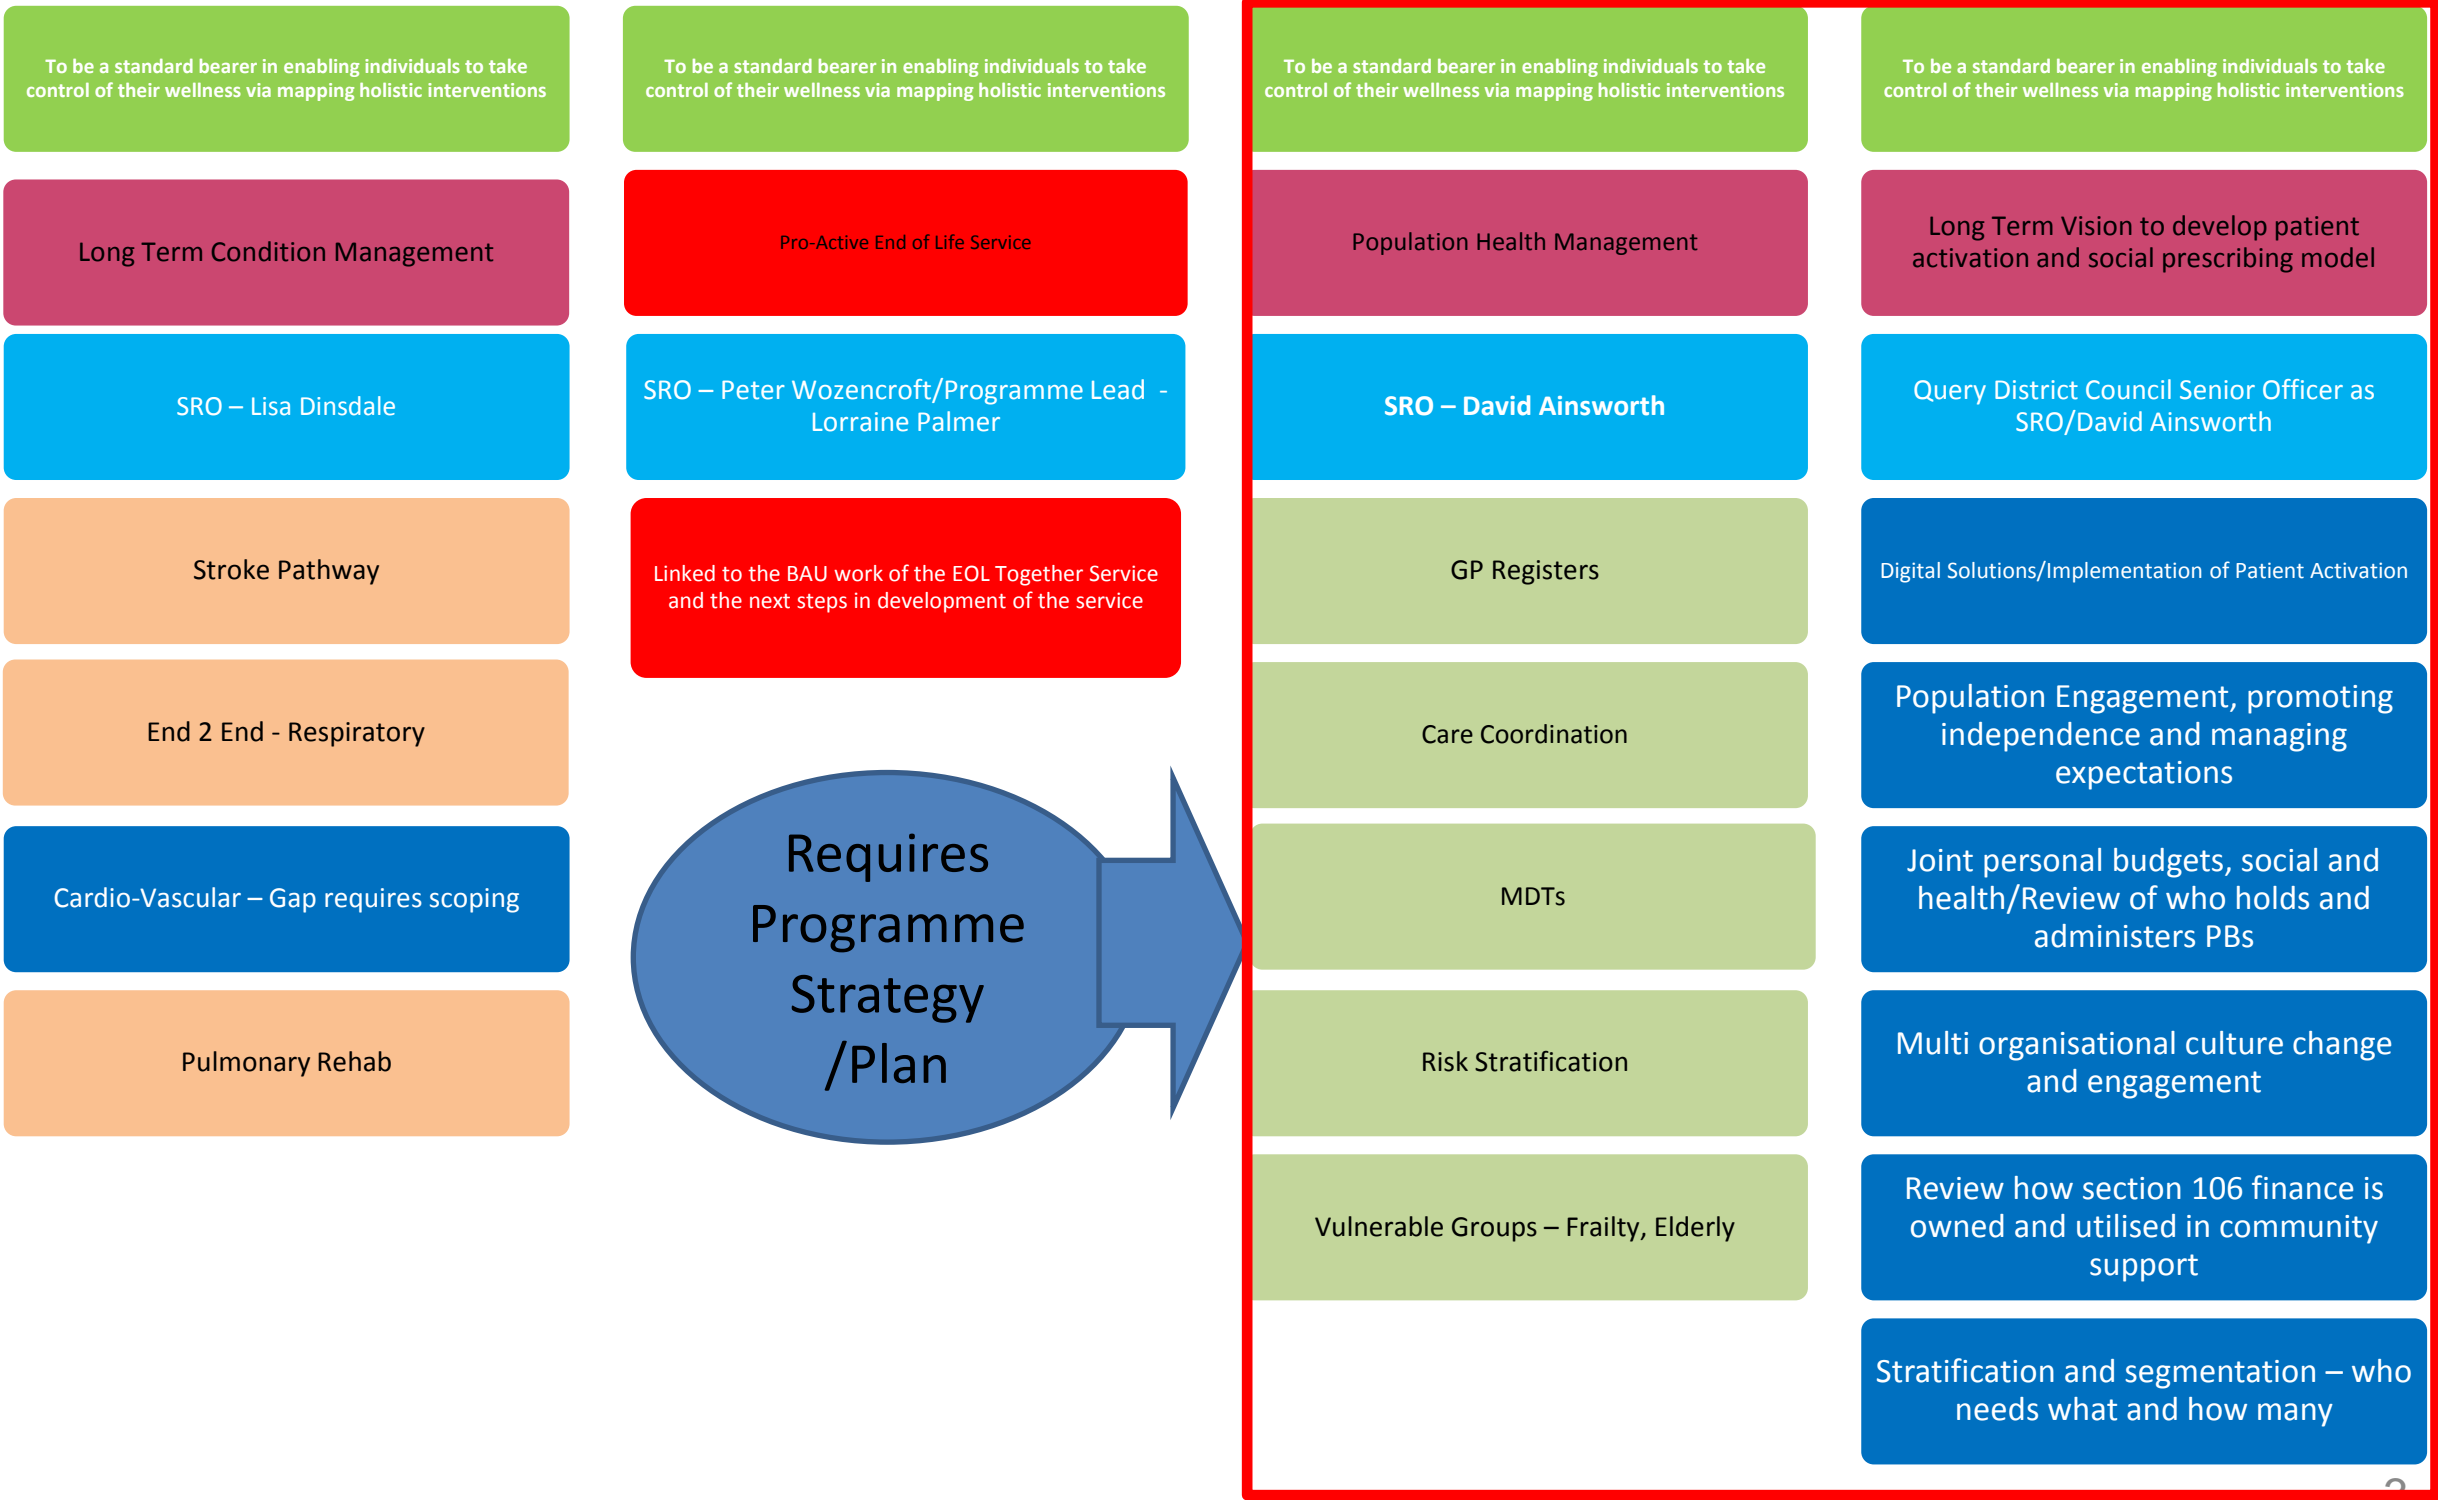 To be a standard bearer in enabling individuals to take
control of their wellness via mapping holistic interventions
Long Term Condition Management
SRO – Lisa Dinsdale
Stroke Pathway
End 2 End - Respiratory
Cardio-Vascular – Gap requires scoping
Pulmonary Rehab
To be a standard bearer in enabling individuals to take
control of their wellness via mapping holistic interventions
Pro-Active End of Life Service
SRO – Peter Wozencroft/Programme Lead -
Lorraine Palmer
Linked to the BAU work of the EOL Together Service
and the next steps in development of the service
Requires
Programme
Strategy
/Plan
To be a standard bearer in enabling individuals to take
control of their wellness via mapping holistic interventions
Population Health Management
SRO – David Ainsworth
GP Registers
Care Coordination
MDTs
Risk Stratification
Vulnerable Groups – Frailty, Elderly
To be a standard bearer in enabling individuals to take
control of their wellness via mapping holistic interventions
Long Term Vision to develop patient
activation and social prescribing model
Query District Council Senior Officer as
SRO/David Ainsworth
Digital Solutions/Implementation of Patient Activation
Population Engagement, promoting
independence and managing
expectations
Joint personal budgets, social and
health/Review of who holds and
administers PBs
Multi organisational culture change
and engagement
Review how section 106 finance is
owned and utilised in community
support
Stratification and segmentation – who
needs what and how many